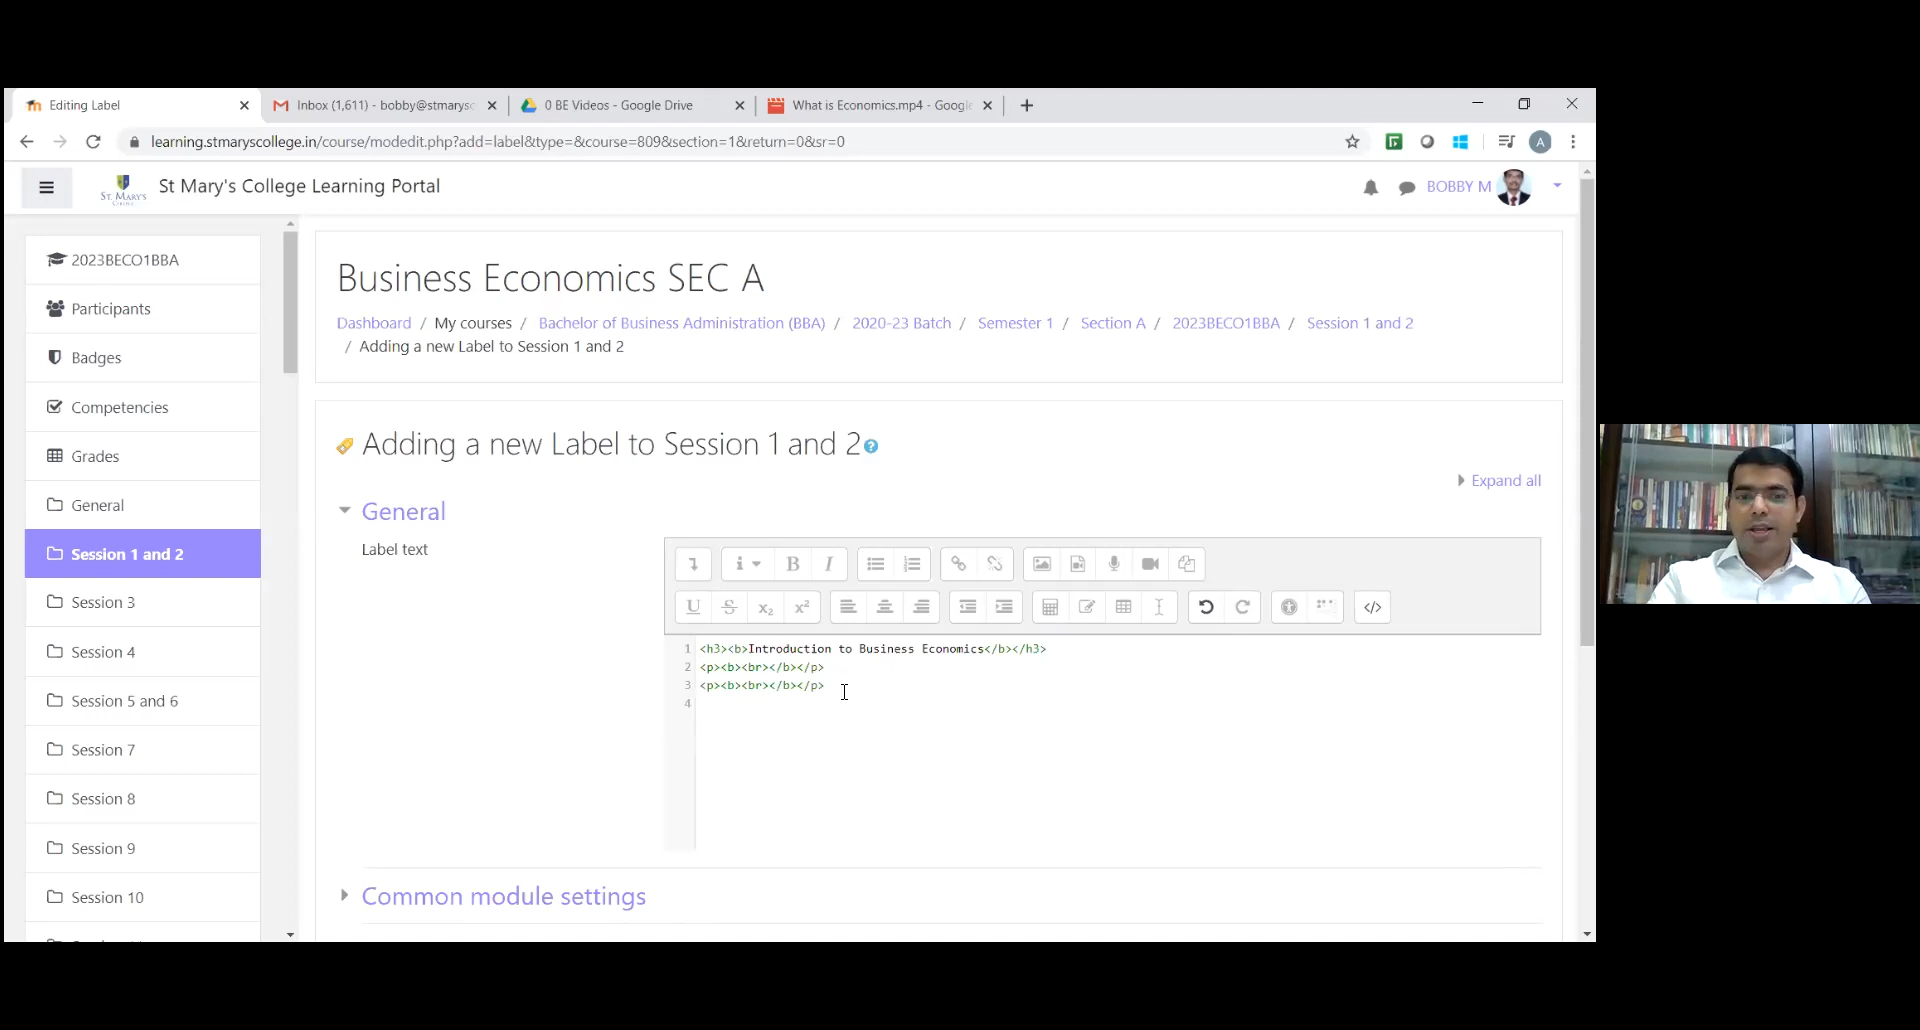 Editing Label
Inbox (1,611) - bobby@stmarysc
0 BE Videos - Google Drive
What is Economics.mp4 - Google
learning.stmaryscollege.in/course/modedit.php?add=label&type=&course=809&section=1&return=0&sr=0
A
ST. MARY'S
St Mary's College Learning Portal
BOBBY M
2023BECO1BBA
Participants
Badges
Competencies
Grades
General
Session 1 and 2
Session 3
Session 4
Session 5 and 6
Session 7
Session 8
Session 9
Session 10
Business Economics SEC A
Dashboard / My courses / Bachelor of Business Administration (BBA) / 2020-23 Batch / Semester 1 / Section A / 2023BECO1BBA / Session 1 and 2
/ Adding a new Label to Session 1 and 2
Adding a new Label to Session 1 and 2
Expand all
General
Label text
i B I
U S x₂ x²
</>
1 <h3><b>Introduction to Business Economics</b></h3>
2 <p><b><br></b></p>
3 <p><b><br></b></p>
4
Common module settings